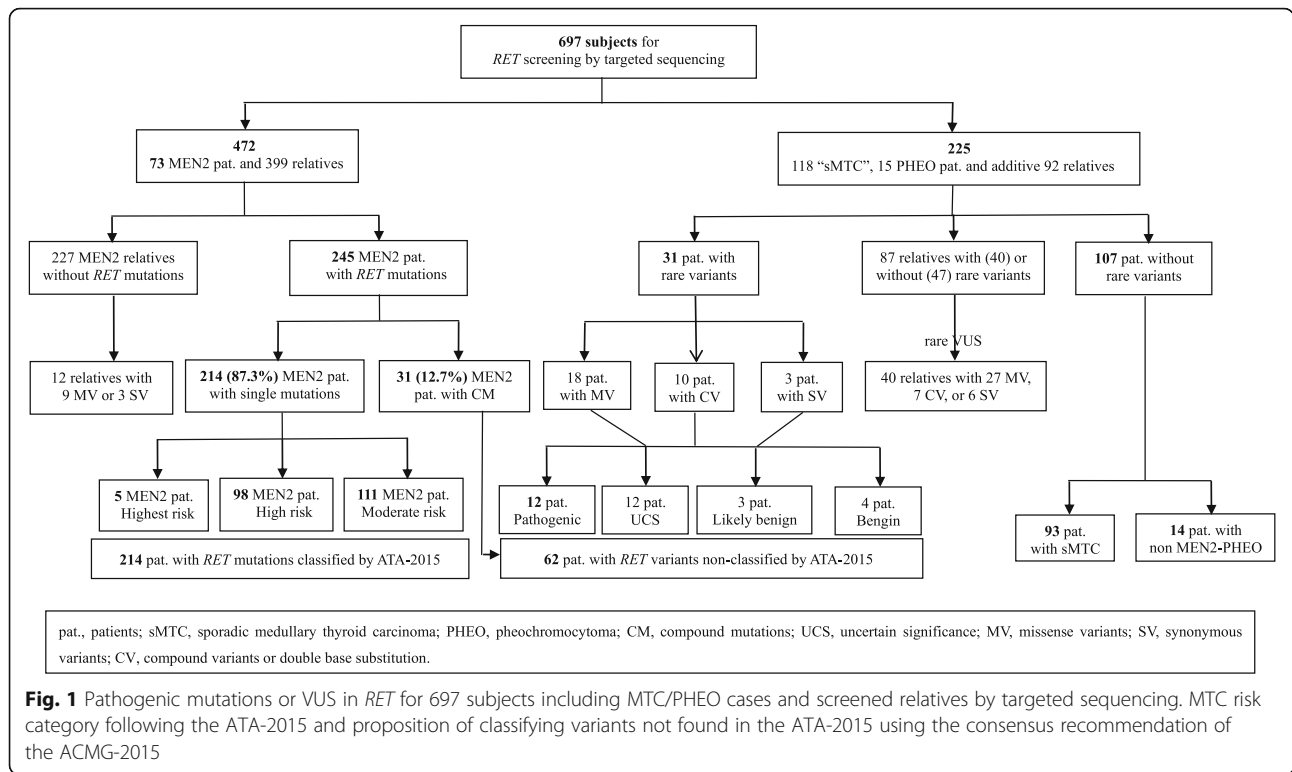 697 subjects for
RET screening by targeted sequencing
472
73 MEN2 pat. and 399 relatives
225
118 “sMTC”, 15 PHEO pat. and additive 92 relatives
227 MEN2 relatives
without RET mutations
245 MEN2 pat.
with RET mutations
31 pat. with
rare variants
87 relatives with (40) or
without (47) rare variants
107 pat. without
rare variants
rare VUS
12 relatives with
9 MV or 3 SV
214 (87.3%) MEN2 pat.
with single mutations
31 (12.7%) MEN2
pat. with CM
18 pat.
with MV
10 pat.
with CV
3 pat.
with SV
40 relatives with 27 MV,
7 CV, or 6 SV
5 MEN2 pat.
Highest risk
98 MEN2 pat.
High risk
111 MEN2 pat.
Moderate risk
12 pat.
Pathogenic
12 pat.
UCS
3 pat.
Likely benign
4 pat.
Bengin
93 pat.
with sMTC
14 pat. with
non MEN2-PHEO
214 pat. with RET mutations classified by ATA-2015
62 pat. with RET variants non-classified by ATA-2015
pat., patients; sMTC, sporadic medullary thyroid carcinoma; PHEO, pheochromocytoma; CM, compound mutations; UCS, uncertain significance; MV, missense variants; SV, synonymous
variants; CV, compound variants or double base substitution.
Fig. 1 Pathogenic mutations or VUS in RET for 697 subjects including MTC/PHEO cases and screened relatives by targeted sequencing. MTC risk
category following the ATA-2015 and proposition of classifying variants not found in the ATA-2015 using the consensus recommendation of
the ACMG-2015